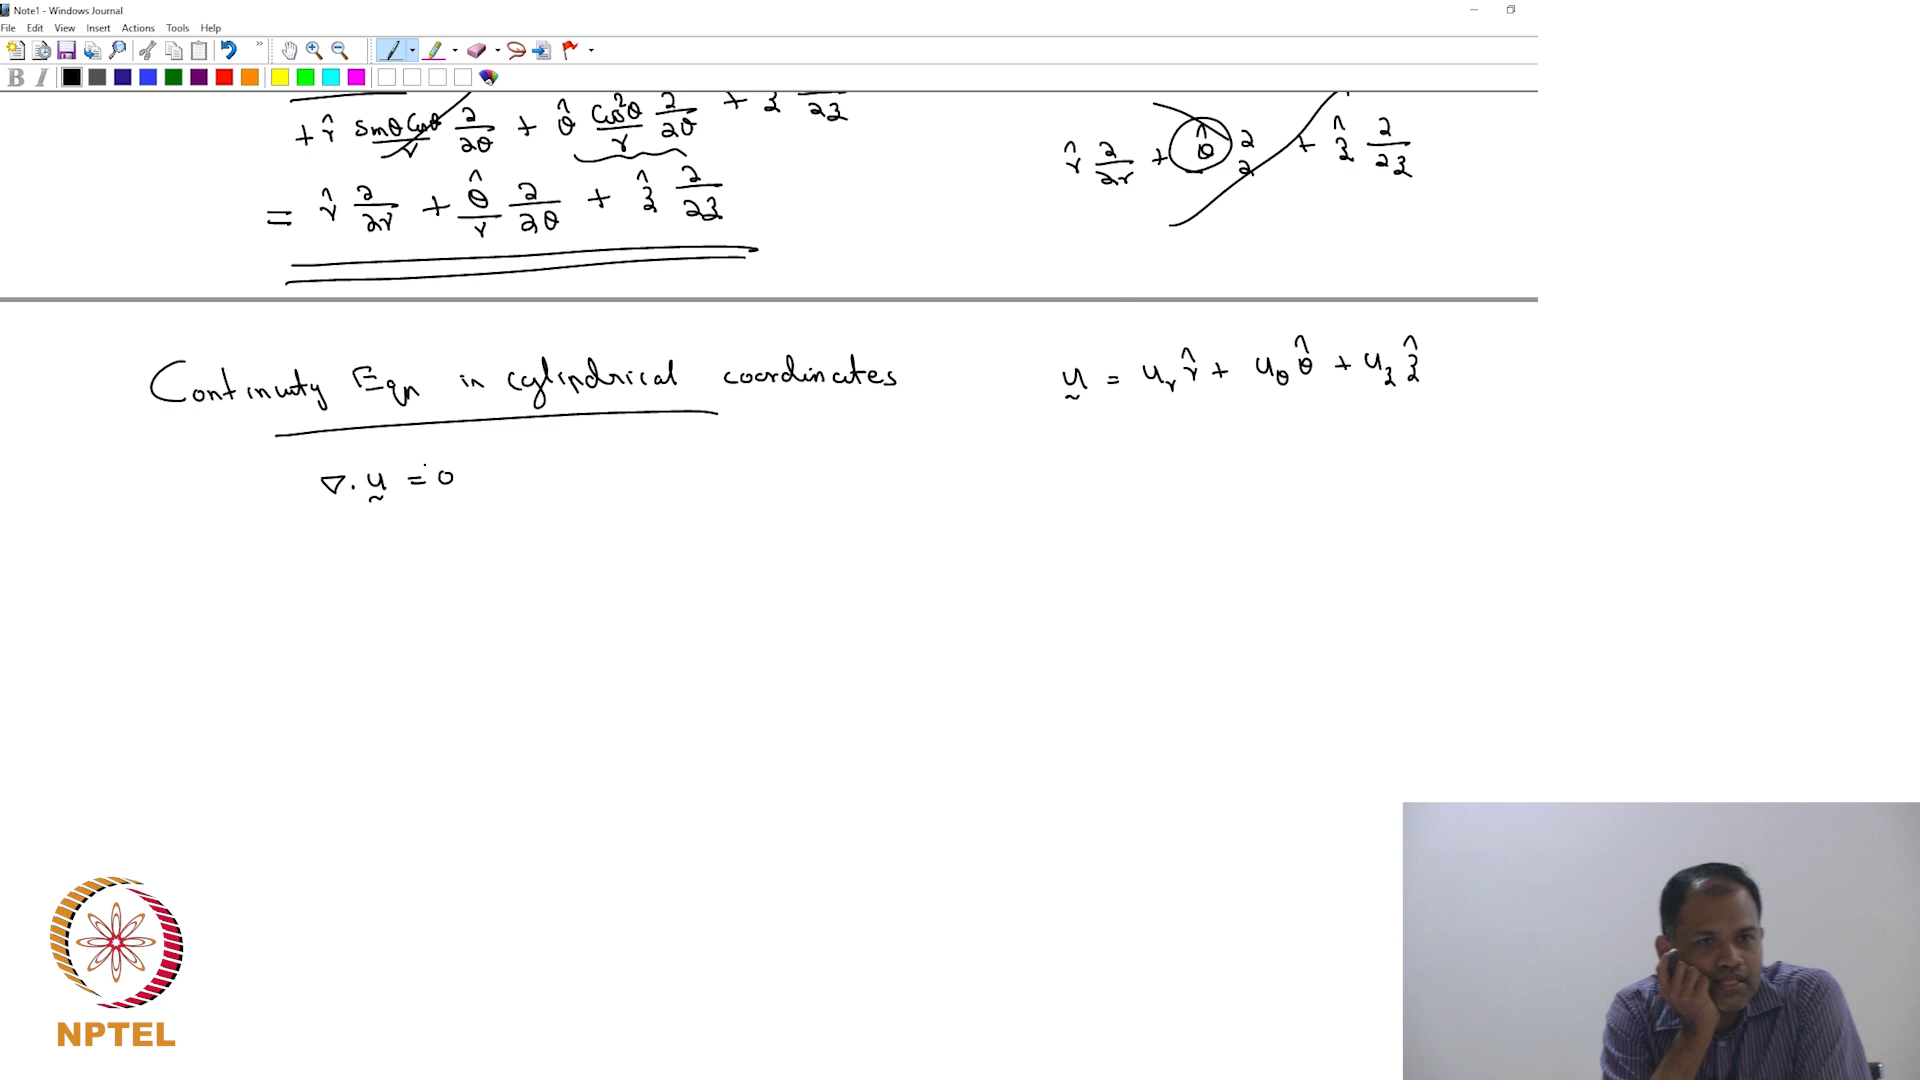 Note1 - Windows Journal
File Edit View Insert Actions Tools Help
B I
+ r̂ sinθ cosθ/r ∂/∂θ + θ̂ cos²θ/r ∂/∂θ + ẑ ∂/∂z
= r̂ ∂/∂r + θ̂/r ∂/∂θ + ẑ ∂/∂z
r̂ ∂/∂r + θ̂ ∂/∂ + ẑ ∂/∂z
Continuity Eqn in cylindrical coordinates
u = uᵣ r̂ + u_θ θ̂ + u_z ẑ
∇. u = 0
NPTEL